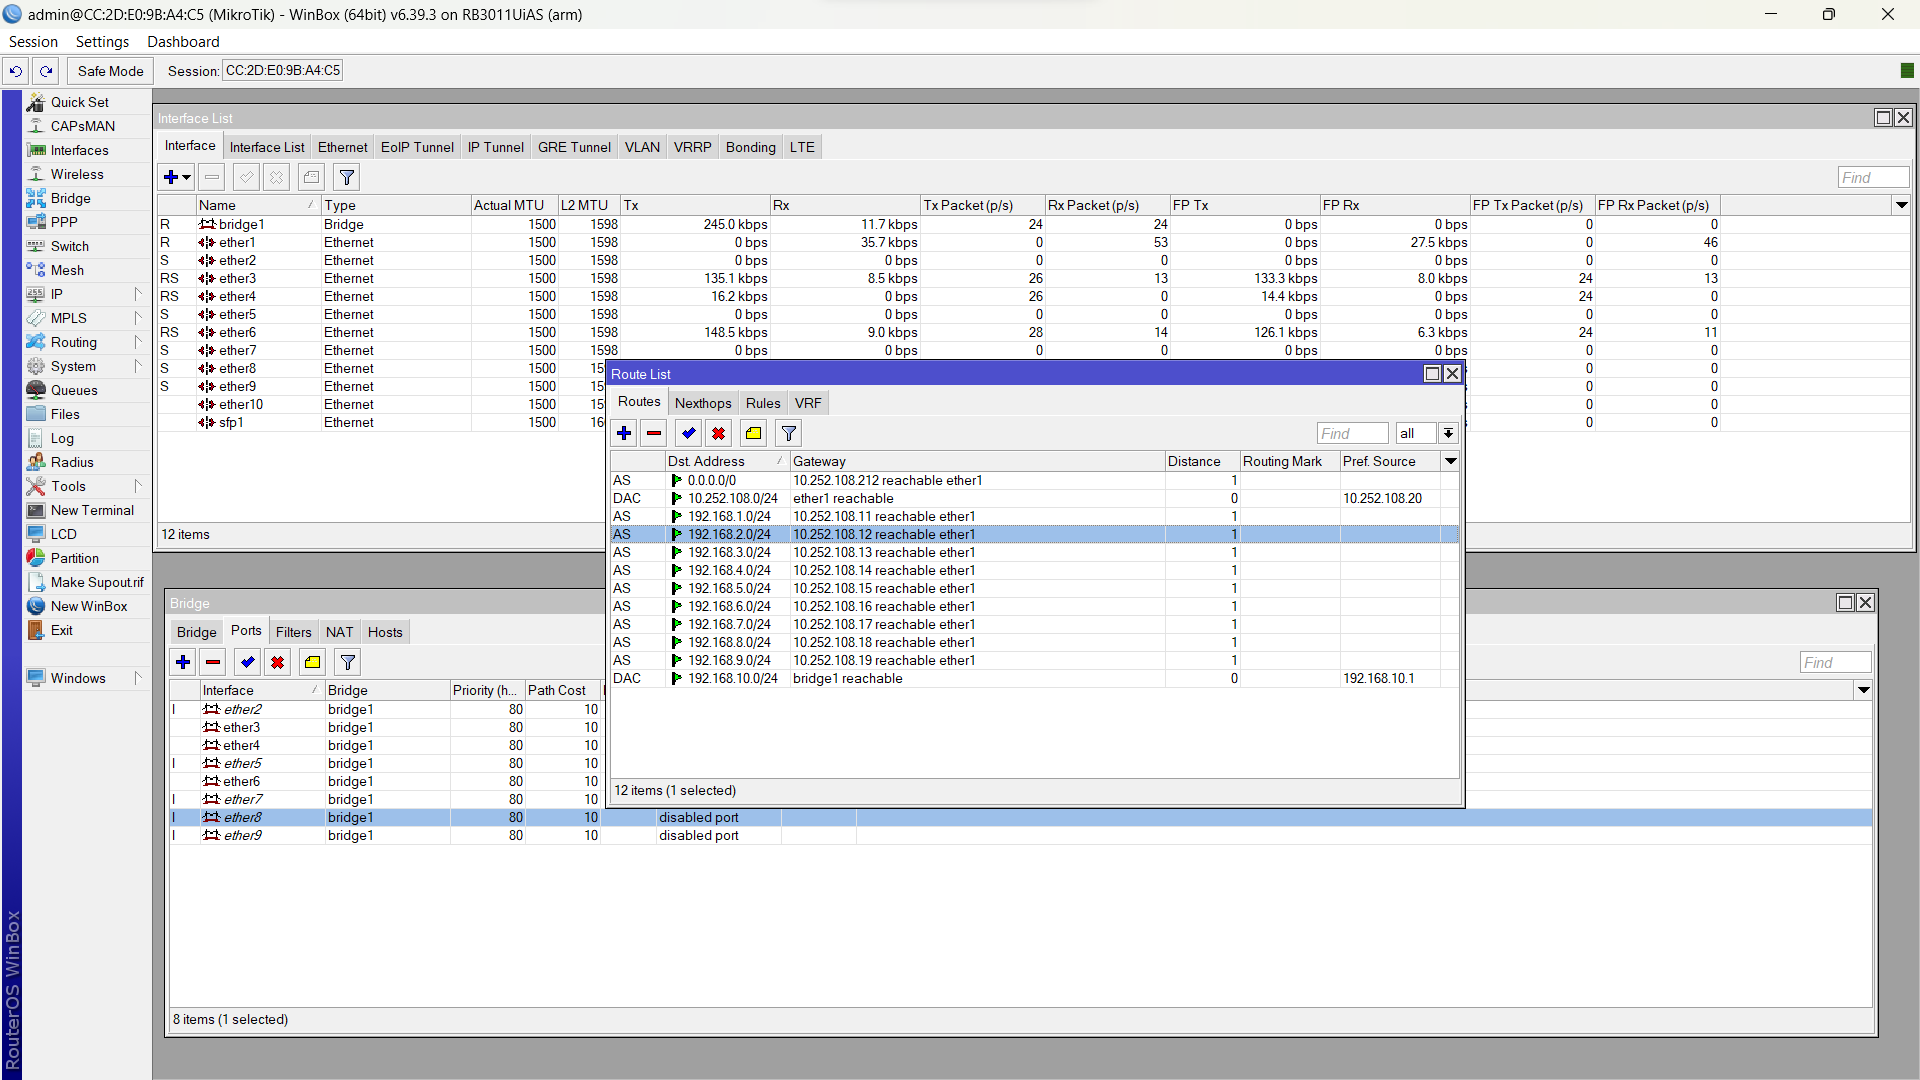 admin@CC:2D:E0:9B:A4:C5 (MikroTik) - WinBox (64bit) v6.39.3 on RB3011UiAS (arm)
Session Settings Dashboard
Safe Mode Session: CC:2D:E0:9B:A4:C5
Quick Set
CAPsMAN
Interfaces
Wireless
Bridge
PPP
Switch
Mesh
IP
MPLS
Routing
System
Queues
Files
Log
Radius
Tools
New Terminal
LCD
Partition
Make Supout.rif
New WinBox
Exit
Windows
RouterOS WinBox
Interface List
Interface Interface List Ethernet EoIP Tunnel IP Tunnel GRE Tunnel VLAN VRRP Bonding LTE
Find
Name Type Actual MTU L2 MTU Tx Rx Tx Packet (p/s) Rx Packet (p/s) FP Tx FP Rx FP Tx Packet (p/s) FP Rx Packet (p/s)
R bridge1 Bridge 1500 1598 245.0 kbps 11.7 kbps 24 24 0 bps 0 bps 0 0
R ether1 Ethernet 1500 1598 0 bps 35.7 kbps 0 53 0 bps 27.5 kbps 0 46
S ether2 Ethernet 1500 1598 0 bps 0 bps 0 0 0 bps 0 bps 0 0
RS ether3 Ethernet 1500 1598 135.1 kbps 8.5 kbps 26 13 133.3 kbps 8.0 kbps 24 13
RS ether4 Ethernet 1500 1598 16.2 kbps 0 bps 26 0 14.4 kbps 0 bps 24 0
S ether5 Ethernet 1500 1598 0 bps 0 bps 0 0 0 bps 0 bps 0 0
RS ether6 Ethernet 1500 1598 148.5 kbps 9.0 kbps 28 14 126.1 kbps 6.3 kbps 24 11
S ether7 Ethernet 1500 1598 0 bps 0 bps 0 0 0 bps 0 bps 0 0
S ether8 Ethernet 1500 0 0
S ether9 Ethernet 1500 0 0
ether10 Ethernet 1500 0 0
sfp1 Ethernet 1500 0 0
12 items
Route List
Routes Nexthops Rules VRF
Find all
Dst. Address Gateway Distance Routing Mark Pref. Source
AS 0.0.0.0/0 10.252.108.212 reachable ether1 1
DAC 10.252.108.0/24 ether1 reachable 0 10.252.108.20
AS 192.168.1.0/24 10.252.108.11 reachable ether1 1
AS 192.168.2.0/24 10.252.108.12 reachable ether1 1
AS 192.168.3.0/24 10.252.108.13 reachable ether1 1
AS 192.168.4.0/24 10.252.108.14 reachable ether1 1
AS 192.168.5.0/24 10.252.108.15 reachable ether1 1
AS 192.168.6.0/24 10.252.108.16 reachable ether1 1
AS 192.168.7.0/24 10.252.108.17 reachable ether1 1
AS 192.168.8.0/24 10.252.108.18 reachable ether1 1
AS 192.168.9.0/24 10.252.108.19 reachable ether1 1
DAC 192.168.10.0/24 bridge1 reachable 0 192.168.10.1
12 items (1 selected)
Bridge
Bridge Ports Filters NAT Hosts
Find
Interface Bridge Priority (h... Path Cost
I ether2 bridge1 80 10
ether3 bridge1 80 10
ether4 bridge1 80 10
I ether5 bridge1 80 10
ether6 bridge1 80 10
I ether7 bridge1 80 10
I ether8 bridge1 80 10 disabled port
I ether9 bridge1 80 10 disabled port
8 items (1 selected)